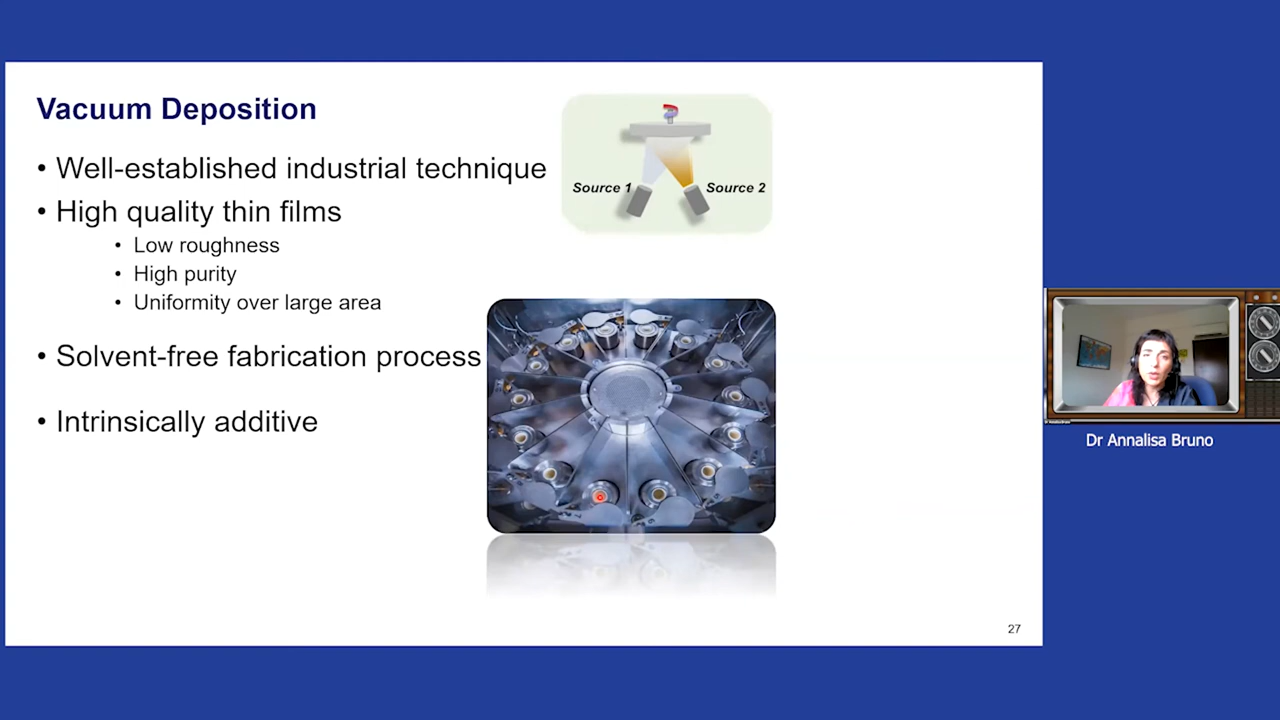 Vacuum Deposition
• Well-established industrial technique
• High quality thin films
• Low roughness
• High purity
• Uniformity over large area
• Solvent-free fabrication process
• Intrinsically additive
Source 1
Source 2
27
Dr Annalisa Bruno